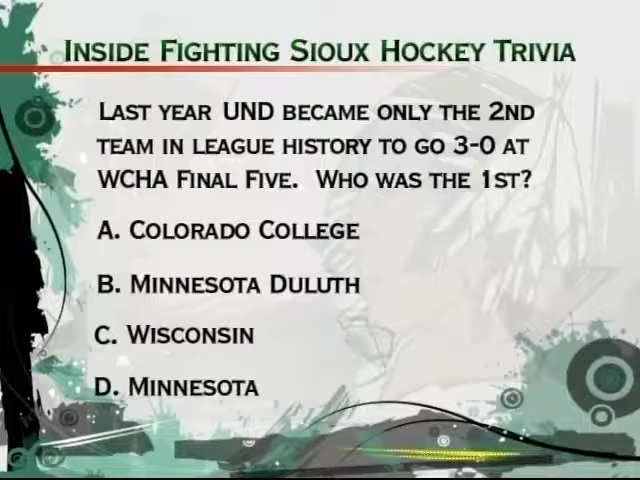 Inside Fighting Sioux Hockey Trivia
Last year UND became only the 2nd
team in league history to go 3-0 at
WCHA Final Five. Who was the 1st?
A. Colorado College
B. Minnesota Duluth
C. Wisconsin
D. Minnesota